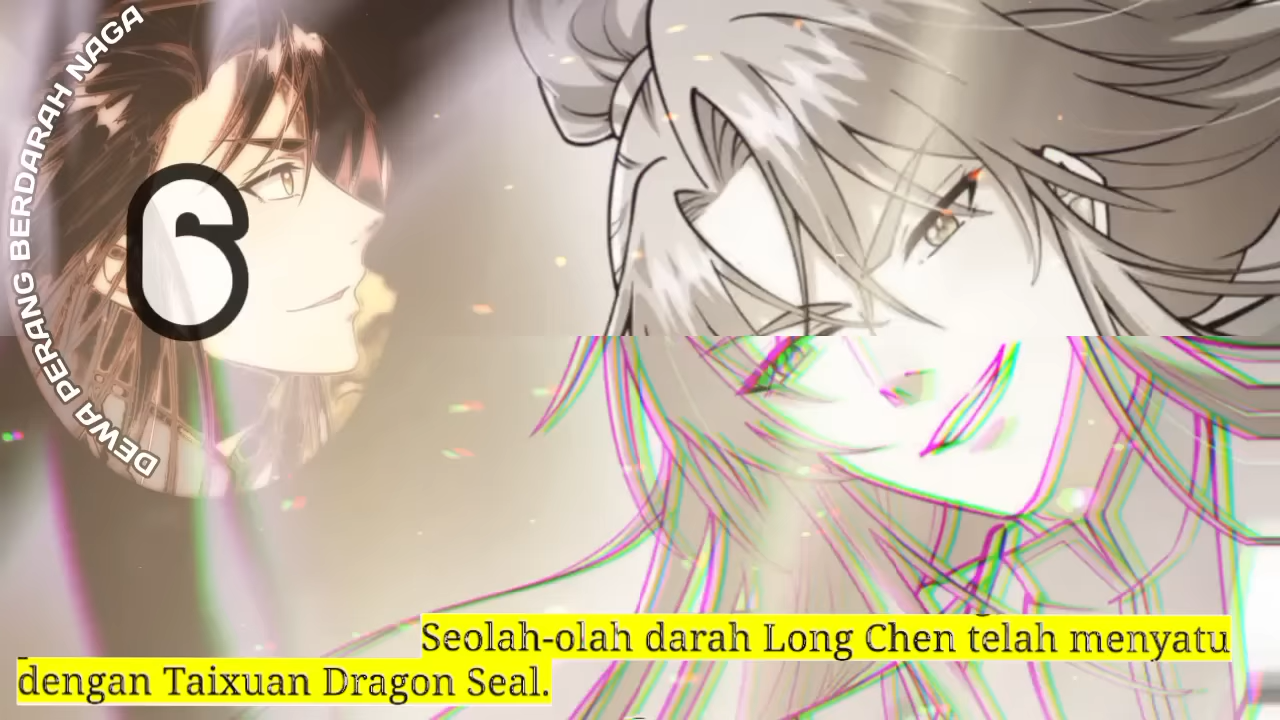 DEWA PERANG BERDARAH NAGA
6
Seolah-olah darah Long Chen telah menyatu
dengan Taixuan Dragon Seal.